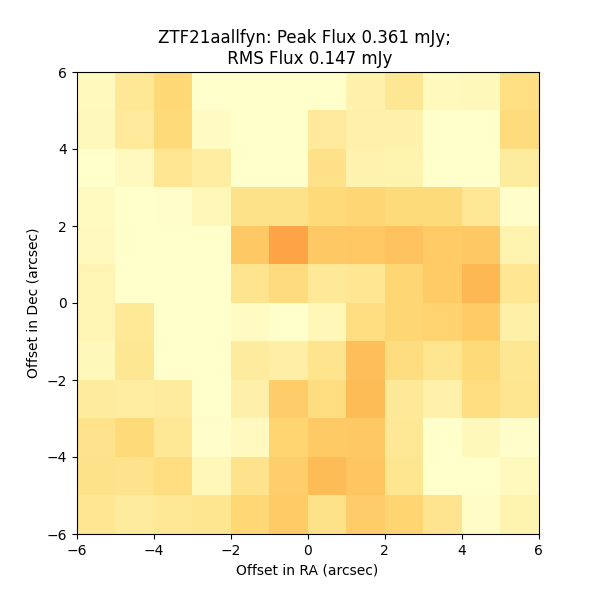 ZTF21aallfyn: Peak Flux 0.361 mJy;
RMS Flux 0.147 mJy
6
4
2
0
−2
−4
−6
Offset in Dec (arcsec)
−6 −4 −2 0 2 4 6
Offset in RA (arcsec)